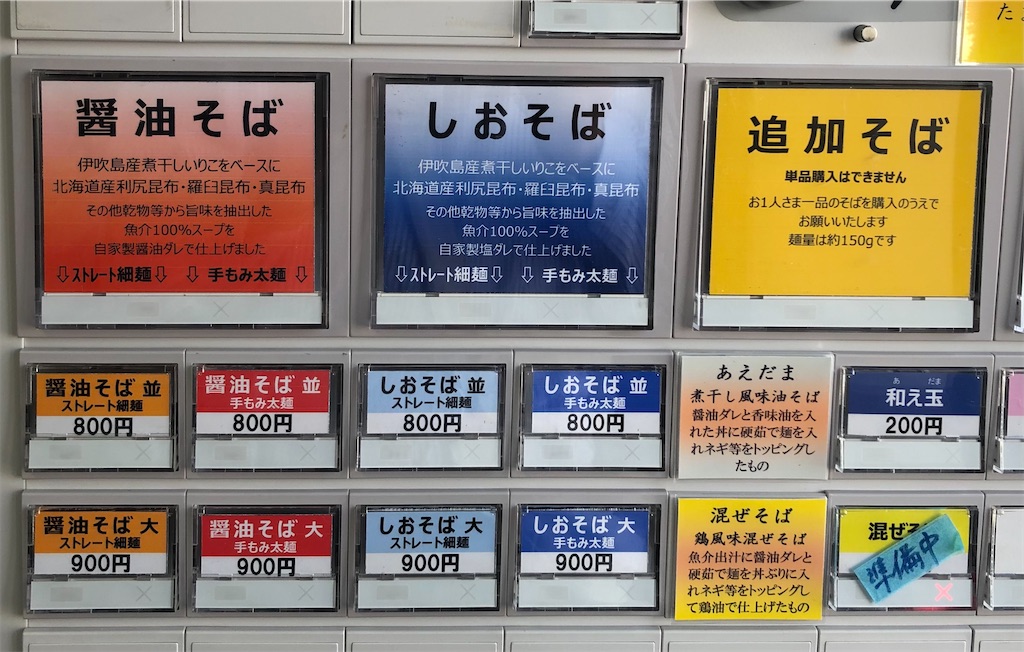 た
醤油そば
伊吹島産煮干しいりこをベースに
北海道産利尻昆布・羅臼昆布・真昆布
その他乾物等から旨味を抽出した
魚介100%スープを
自家製醤油ダレで仕上げました
⇩ストレート細麺⇩ ⇩ 手もみ太麺 ⇩
しおそば
伊吹島産煮干しいりこをベースに
北海道産利尻昆布・羅臼昆布・真昆布
その他乾物等から旨味を抽出した
魚介100%スープを
自家製塩ダレで仕上げました
⇩ストレート細麺⇩ ⇩ 手もみ太麺 ⇩
追加そば
単品購入はできません
お1人さま一品のそばを購入のうえで
お願いいたします
麺量は約150gです
醤油そば 並
ストレート細麺
800円
醤油そば 並
手もみ太麺
800円
しおそば 並
ストレート細麺
800円
しおそば 並
手もみ太麺
800円
あえだま
煮干し風味油そば
醤油ダレと香味油を入
れた丼に硬茹で麺を入
れネギ等をトッピングし
たもの
あ だま
和え玉
200円
醤油そば 大
ストレート細麺
900円
醤油そば 大
手もみ太麺
900円
しおそば 大
ストレート細麺
900円
しおそば 大
手もみ太麺
900円
混ぜそば
鶏風味混ぜそば
魚介出汁に醤油ダレと
硬茹で麺を丼ぶりに入
れネギ等をトッピングし
て鶏油で仕上げたもの
混ぜそ
準備中